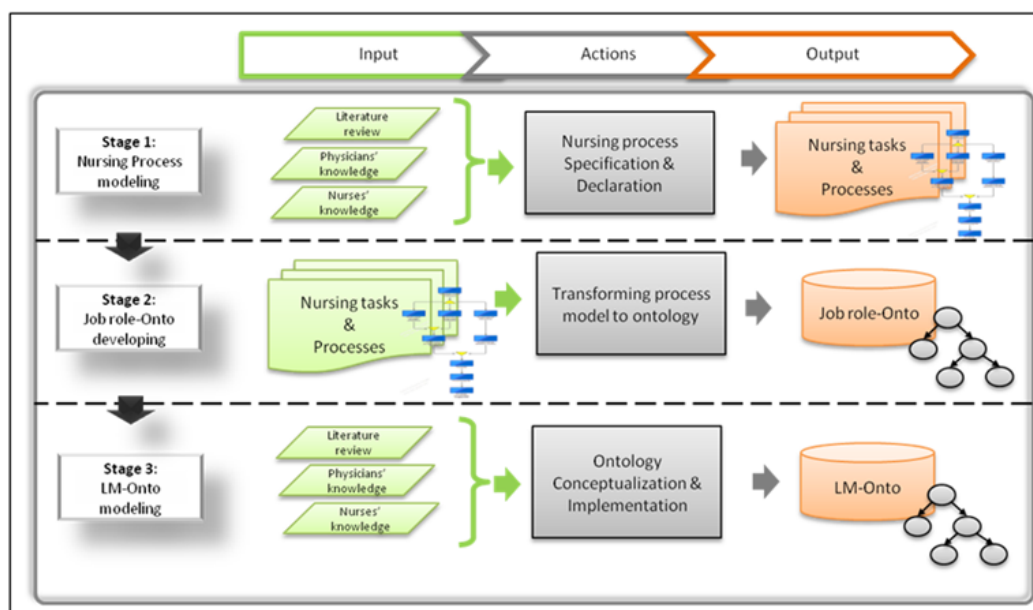 Input
Actions
Output
Stage 1:
Nursing Process
modeling
Literature
review
Physicians'
knowledge
Nurses'
knowledge
Nursing process
Specification &
Declaration
Nursing tasks
&
Processes
Stage 2:
Job role-Onto
developing
Nursing tasks
&
Processes
Transforming process
model to ontology
Job role-Onto
Stage 3:
LM-Onto
modeling
Literature
review
Physicians'
knowledge
Nurses'
knowledge
Ontology
Conceptualization &
Implementation
LM-Onto